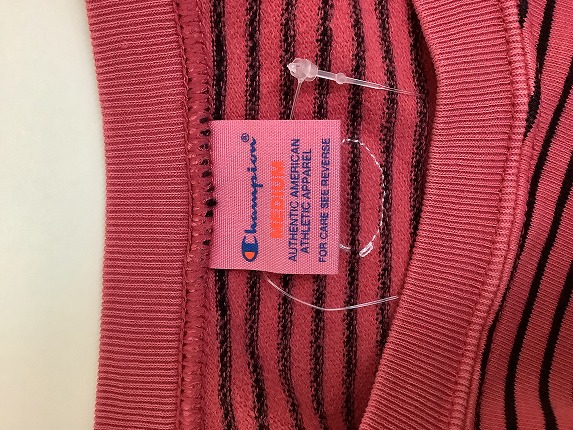 Champion®
MEDIUM
AUTHENTIC AMERICAN
ATHLETIC APPAREL
FOR CARE SEE REVERSE